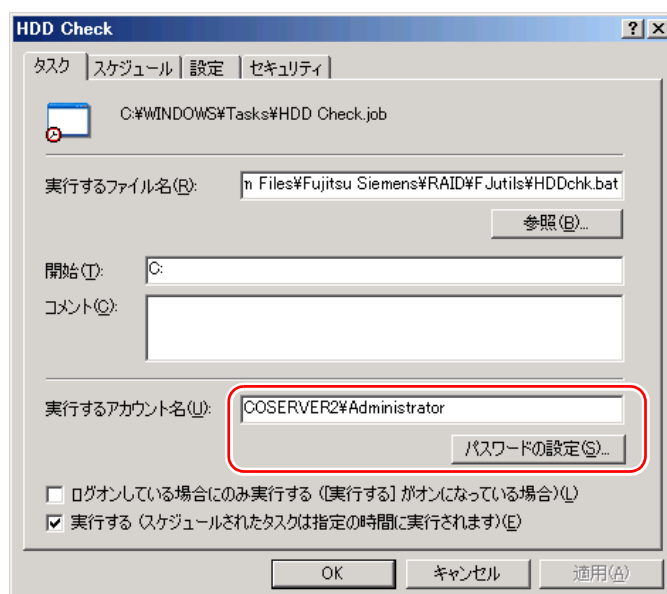 HDD Check
タスク スケジュール 設定 セキュリティ
C:¥WINDOWS¥Tasks¥HDD Check.job
実行するファイル名(R): n Files¥Fujitsu Siemens¥RAID¥FJutils¥HDDchk.bat
参照(B)...
開始(T): C:
コメント(C):
実行するアカウント名(U): COSERVER2¥Administrator
パスワードの設定(S)...
ログオンしている場合にのみ実行する ([実行する] がオンになっている場合)(L)
実行する (スケジュールされたタスクは指定の時間に実行されます)(E)
OK キャンセル 適用(A)